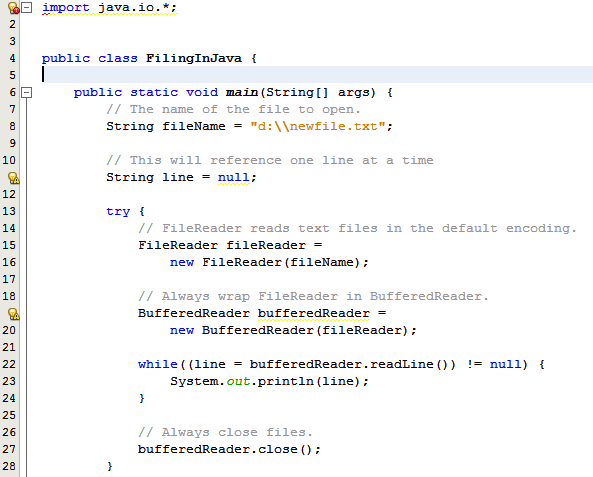 import java.io.*;
2
3
4 public class FilingInJava {
5
6 public static void main(String[] args) {
7 // The name of the file to open.
8 String fileName = "d:\\newfile.txt";
9
10 // This will reference one line at a time
String line = null;
12
13 try {
14 // FileReader reads text files in the default encoding.
15 FileReader fileReader =
16 new FileReader(fileName);
17
18 // Always wrap FileReader in BufferedReader.
BufferedReader bufferedReader =
20 new BufferedReader(fileReader);
21
22 while((line = bufferedReader.readLine()) != null) {
23 System.out.println(line);
24 }
25
26 // Always close files.
27 bufferedReader.close();
28 }